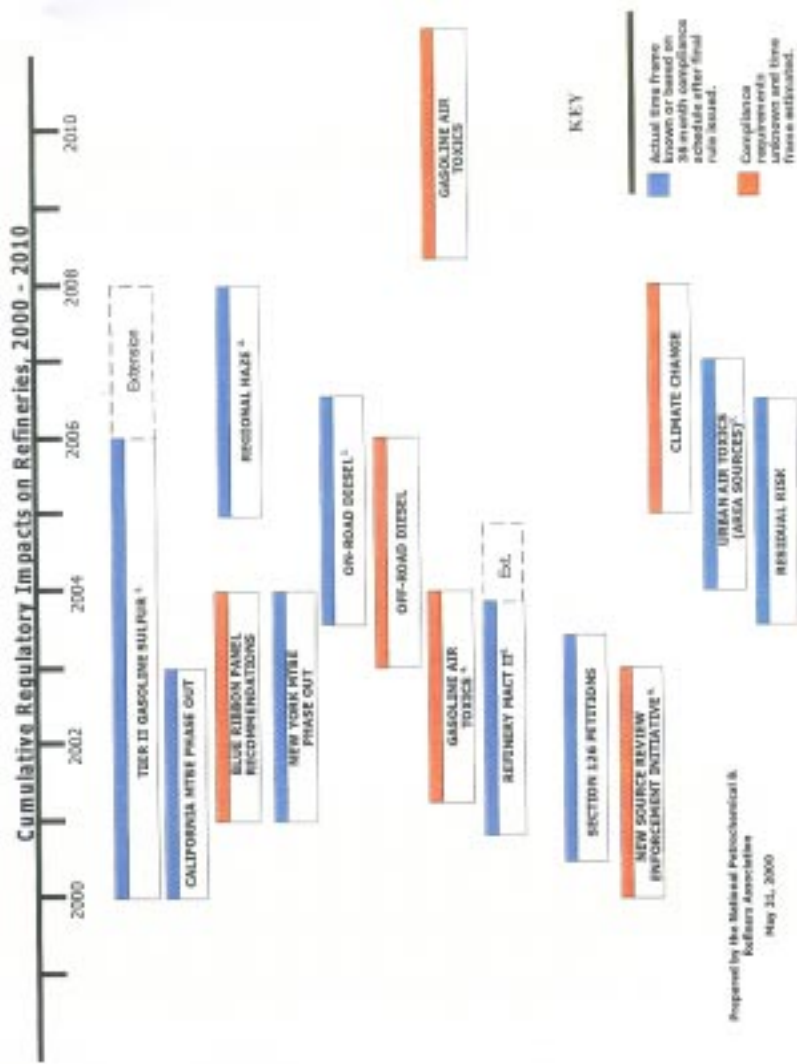 Cumulative Regulatory Impacts on Refineries, 2000 - 2010
2000
2002
2004
2006
2008
2010
TIER II GASOLINE SULFUR
Extension
CALIFORNIA MTBE PHASE OUT
BLUE RIBBON PANEL
RECOMMENDATIONS
REGIONAL HAZE
NEW YORK MTBE
PHASE OUT
ON-ROAD DIESEL
OFF-ROAD DIESEL
GASOLINE AIR
TOXICS
GASOLINE AIR
TOXICS
REFINERY MACT II
Ext.
SECTION 126 PETITIONS
NEW SOURCE REVIEW
ENFORCEMENT INITIATIVE
CLIMATE CHANGE
URBAN AIR TOXICS
(AREA SOURCES)
RESIDUAL RISK
KEY
Actual time frame
known or based on
36 month compliance
schedule after final
rule issued.
Compliance
requirements
unknown and time
frame estimated.
Prepared by the National Petrochemical &
Refiners Association
May 31, 2000